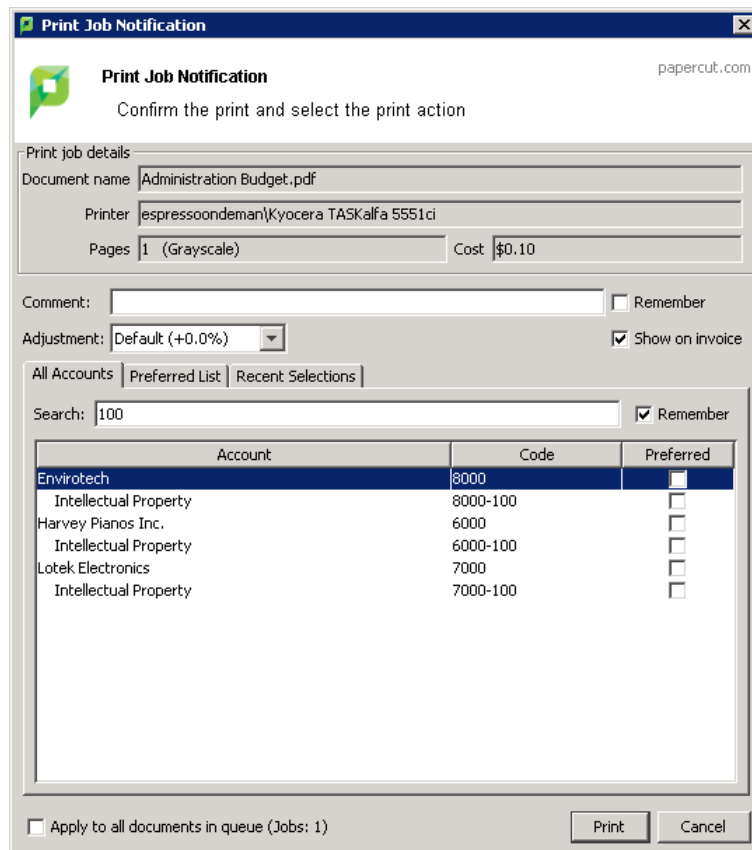 Print Job Notification
Print Job Notification
papercut.com
Confirm the print and select the print action
Print job details
Document name Administration Budget.pdf
Printer espressoondeman\Kyocera TASKalfa 5551ci
Pages 1 (Grayscale) Cost $0.10
Comment: Remember
Adjustment: Default (+0.0%) Show on invoice
All Accounts Preferred List Recent Selections
Search: 100 Remember
Account Code Preferred
Envirotech 8000
Intellectual Property 8000-100
Harvey Pianos Inc. 6000
Intellectual Property 6000-100
Lotek Electronics 7000
Intellectual Property 7000-100
Apply to all documents in queue (Jobs: 1) Print Cancel